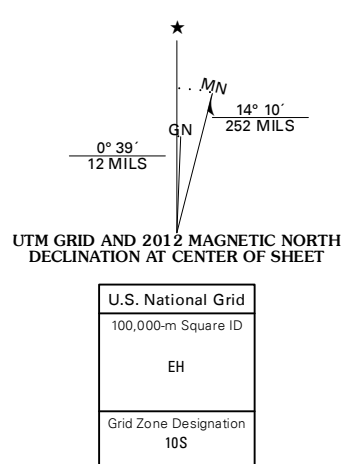 ★
MN
GN
14° 10´
252 MILS
0° 39´
12 MILS
UTM GRID AND 2012 MAGNETIC NORTH
DECLINATION AT CENTER OF SHEET
U.S. National Grid
100,000-m Square ID
EH
Grid Zone Designation
10S